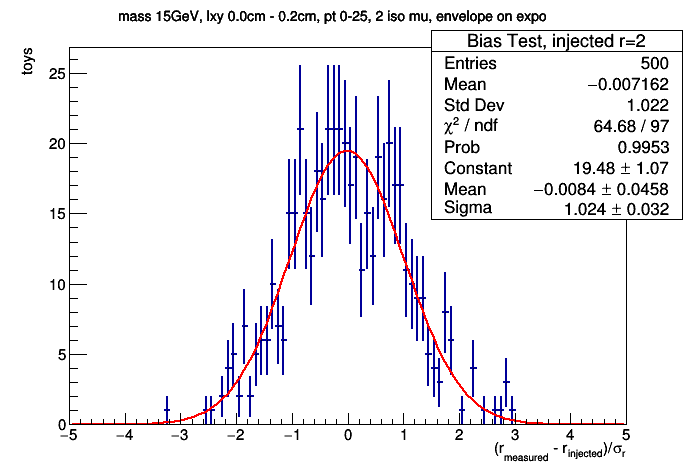 mass 15GeV, lxy 0.0cm - 0.2cm, pt 0-25, 2 iso mu, envelope on expo
Bias Test, injected r=2
Entries 500
Mean −0.007162
Std Dev 1.022
χ² / ndf 64.68 / 97
Prob 0.9953
Constant 19.48 ± 1.07
Mean −0.0084 ± 0.0458
Sigma 1.024 ± 0.032
toys
25
20
15
10
5
0
−5 −4 −3 −2 −1 0 1 2 3 4 5
(r_measured - r_injected)/σ_r